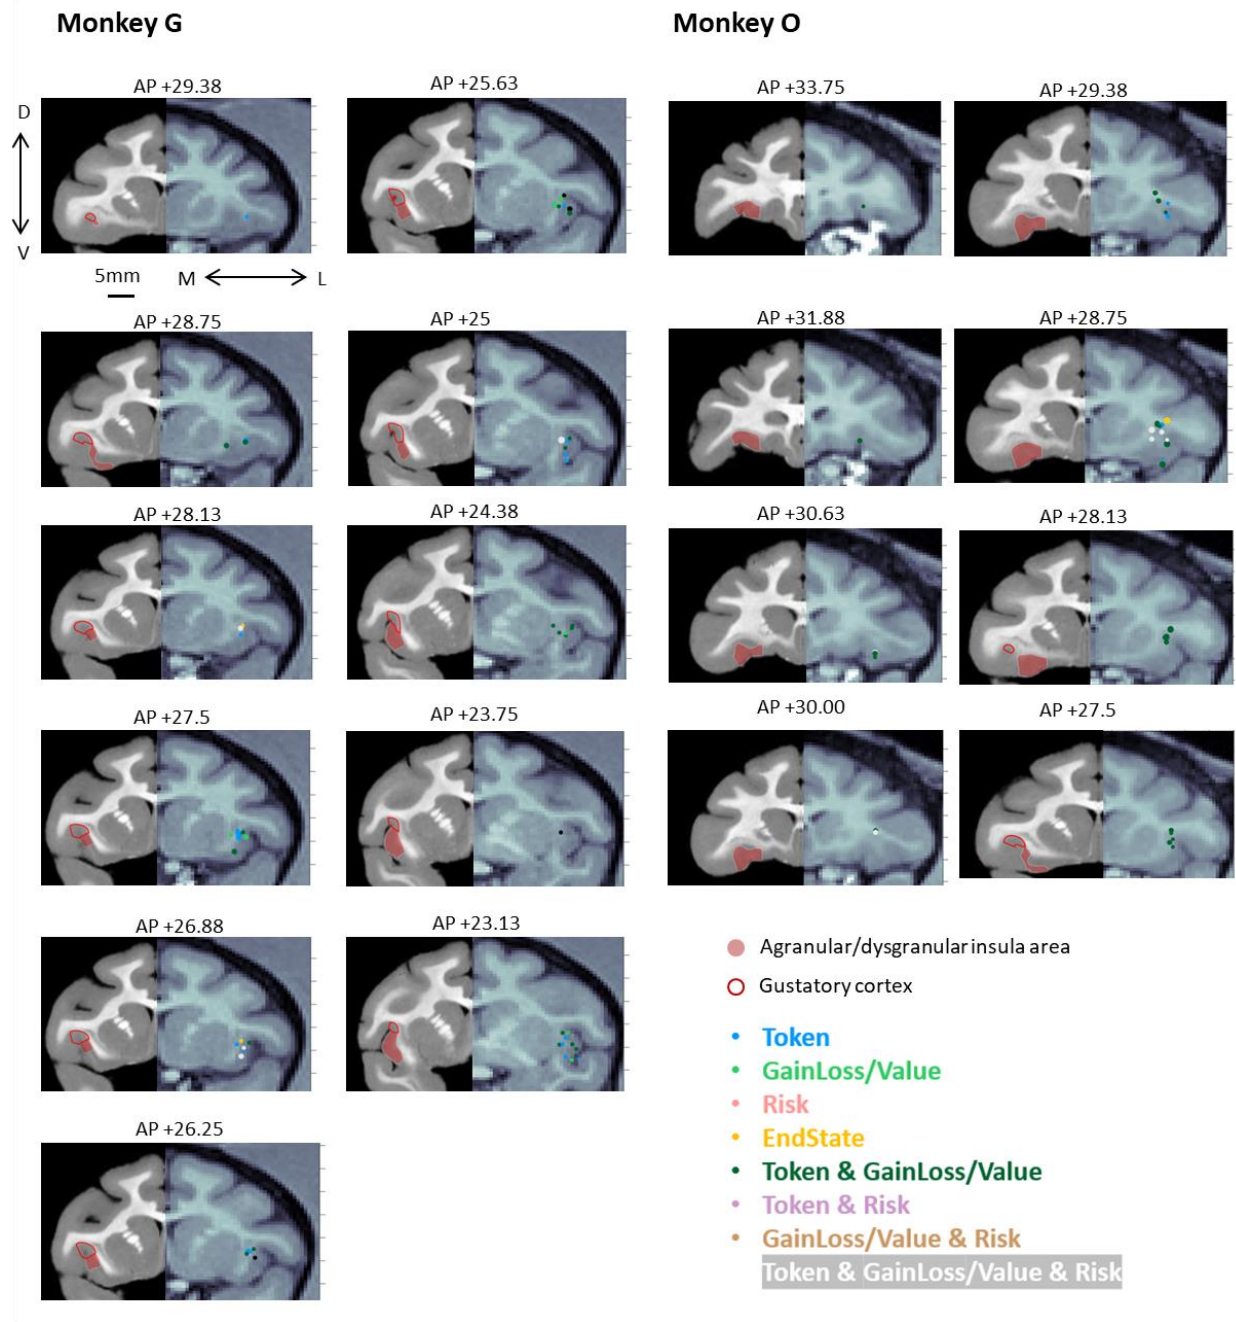 Monkey G
Monkey O
AP +29.38
AP +25.63
AP +33.75
AP +29.38
D
V
5mm
M
L
AP +28.75
AP +25
AP +31.88
AP +28.75
AP +28.13
AP +24.38
AP +30.63
AP +28.13
AP +27.5
AP +23.75
AP +30.00
AP +27.5
AP +26.88
AP +23.13
AP +26.25
Agranular/dysgranular insula area
Gustatory cortex
• Token
• GainLoss/Value
• Risk
• EndState
• Token & GainLoss/Value
• Token & Risk
• GainLoss/Value & Risk
Token & GainLoss/Value & Risk